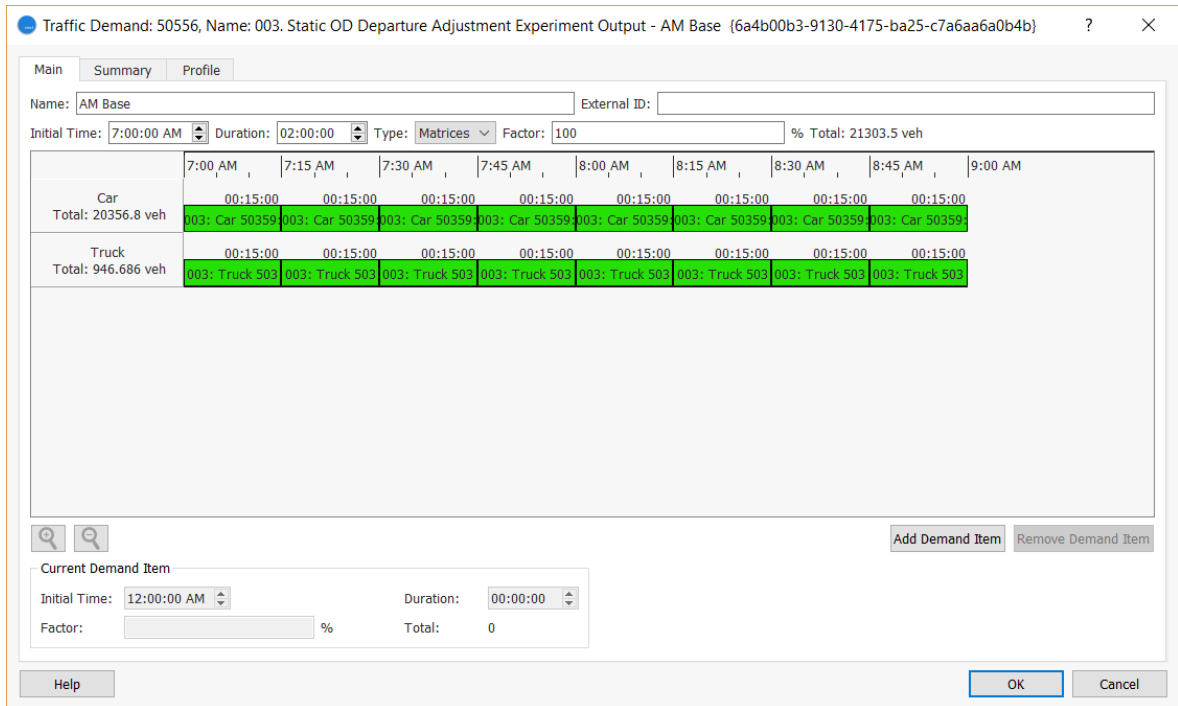 Traffic Demand: 50556, Name: 003. Static OD Departure Adjustment Experiment Output - AM Base {6a4b00b3-9130-4175-ba25-c7a6aa6a0b4b} ?
Main Summary Profile
Name: AM Base External ID:
Initial Time: 7:00:00 AM Duration: 02:00:00 Type: Matrices Factor: 100 % Total: 21303.5 veh
7:00 AM 7:15 AM 7:30 AM 7:45 AM 8:00 AM 8:15 AM 8:30 AM 8:45 AM 9:00 AM
Car 00:15:00 00:15:00 00:15:00 00:15:00 00:15:00 00:15:00 00:15:00 00:15:00
Total: 20356.8 veh 003: Car 50359: 003: Car 50359: 003: Car 50359: 003: Car 50359: 003: Car 50359: 003: Car 50359: 003: Car 50359: 003: Car 50359:
Truck 00:15:00 00:15:00 00:15:00 00:15:00 00:15:00 00:15:00 00:15:00 00:15:00
Total: 946.686 veh 003: Truck 503 003: Truck 503 003: Truck 503 003: Truck 503 003: Truck 503 003: Truck 503 003: Truck 503 003: Truck 503
Add Demand Item Remove Demand Item
Current Demand Item
Initial Time: 12:00:00 AM Duration: 00:00:00
Factor: % Total: 0
Help OK Cancel